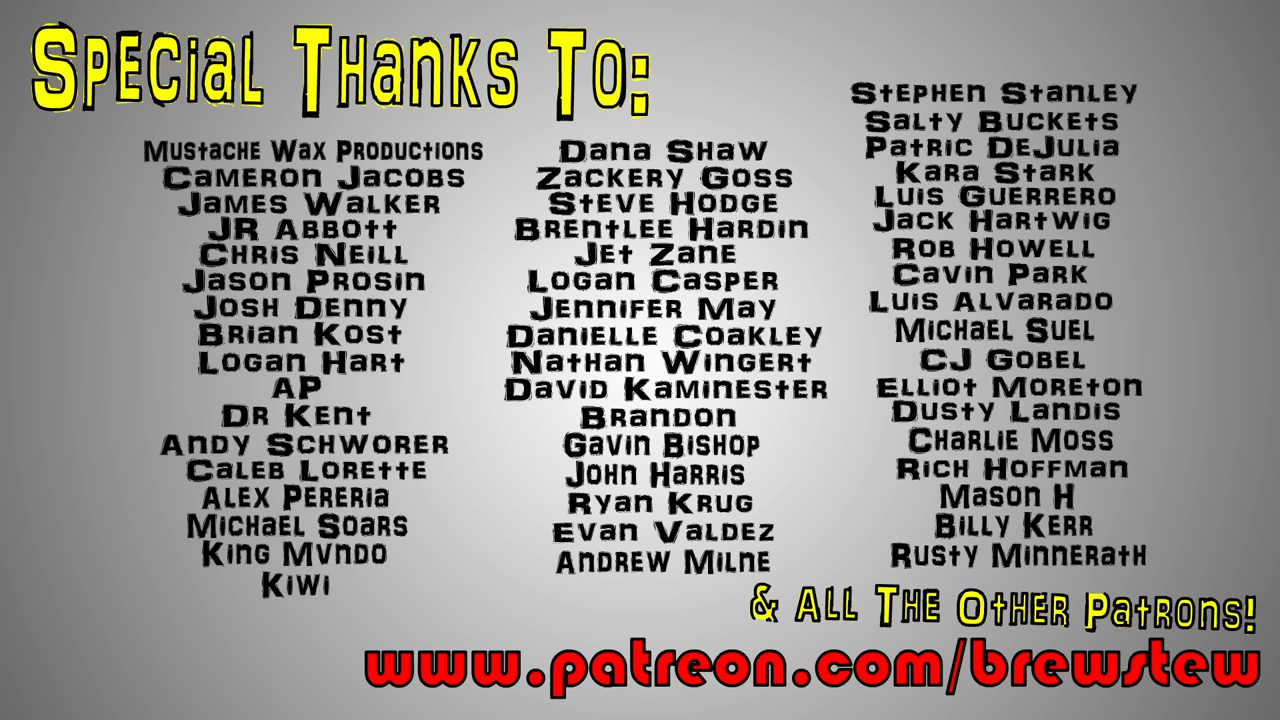 Special Thanks To:
Mustache Wax Productions
Cameron Jacobs
James Walker
JR Abbott
Chris Neill
Jason Prosin
Josh Denny
Brian Kost
Logan Hart
AP
Dr Kent
Andy Schworer
Caleb Lorette
Alex Pereria
Michael Soars
King Mvndo
Kiwi
Dana Shaw
Zackery Goss
Steve Hodge
Brentlee Hardin
Jet Zane
Logan Casper
Jennifer May
Danielle Coakley
Nathan Wingert
David Kaminester
Brandon
Gavin Bishop
John Harris
Ryan Krug
Evan Valdez
Andrew Milne
Stephen Stanley
Salty Buckets
Patric DeJulia
Kara Stark
Luis Guerrero
Jack Hartwig
Rob Howell
Cavin Park
Luis Alvarado
Michael Suel
CJ Gobel
Elliot Moreton
Dusty Landis
Charlie Moss
Rich Hoffman
Mason H
Billy Kerr
Rusty Minnerath
& All The Other Patrons!
www.patreon.com/brewstew